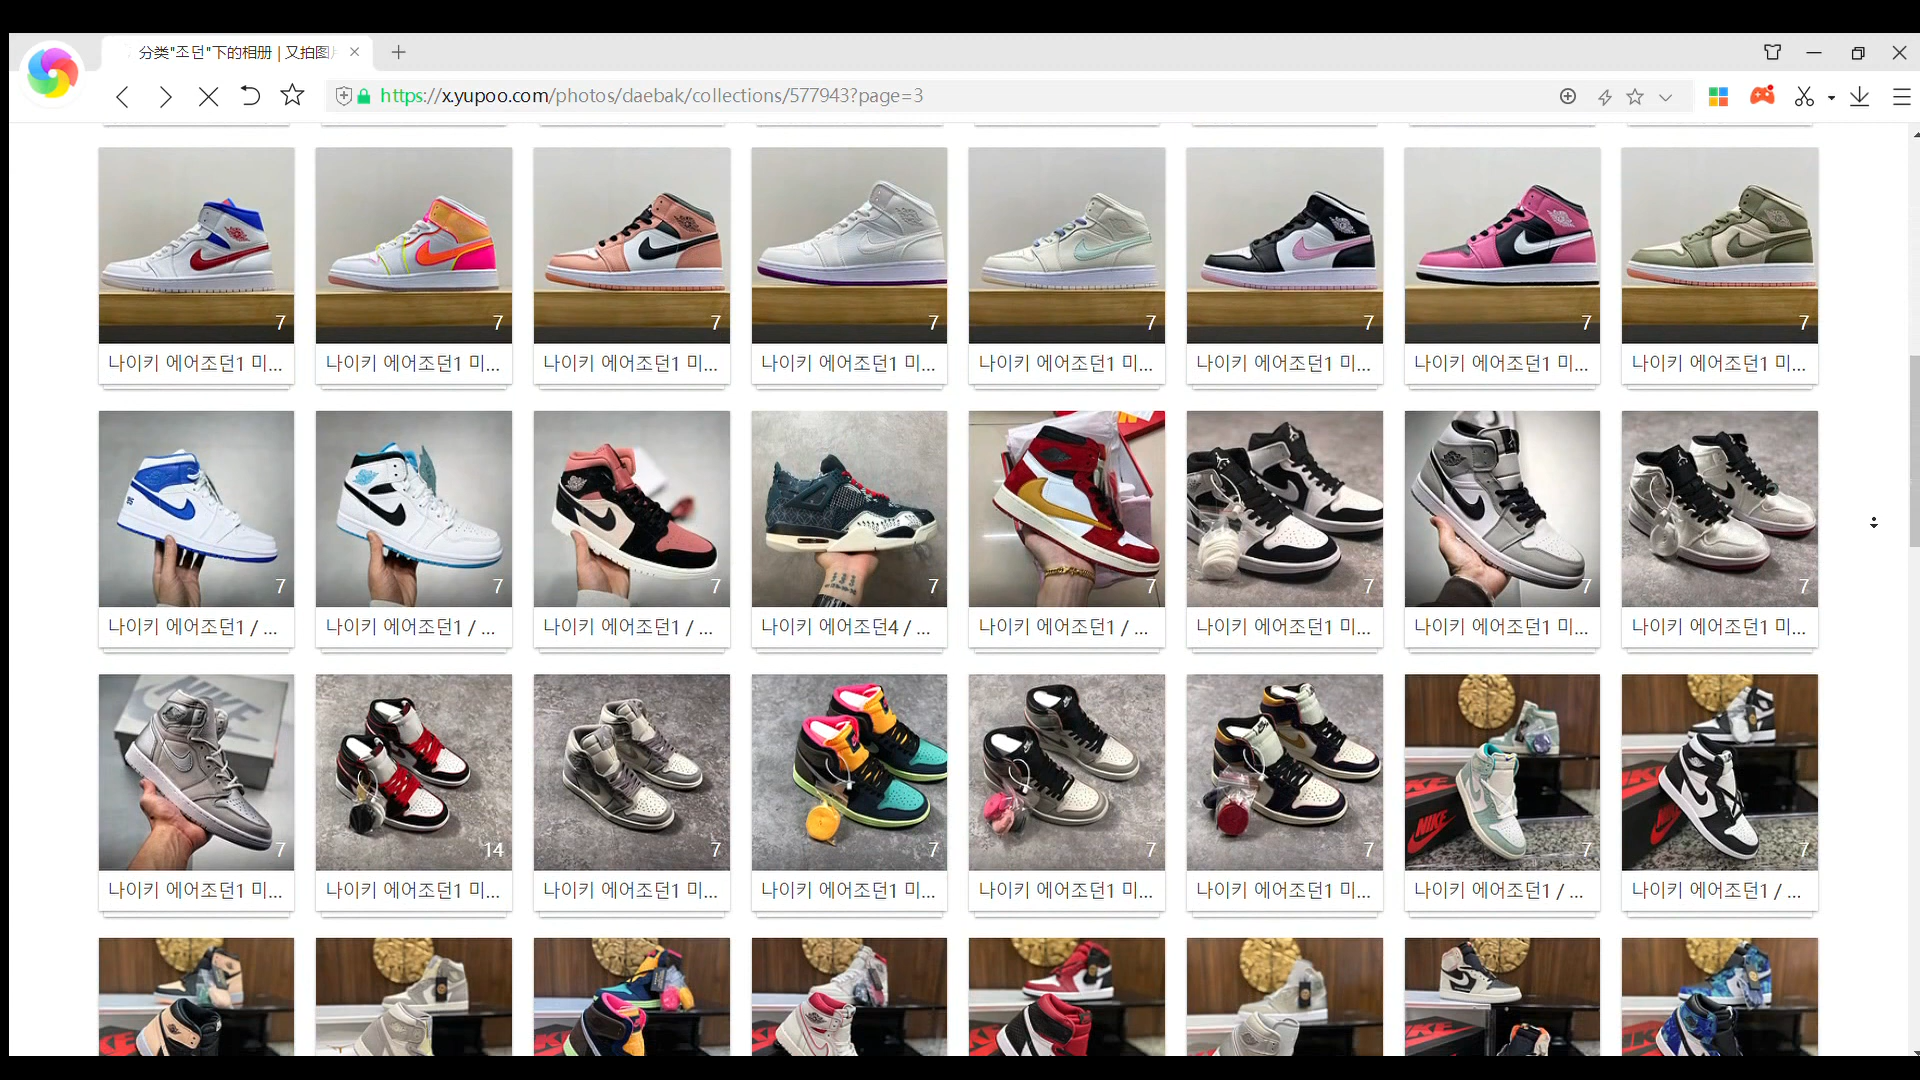 分类"조던"下的相册 | 又拍图
https://x.yupoo.com/photos/daebak/collections/577943?page=3
7 7 7 7 7 7 7 7
나이키 에어조던1 미... 나이키 에어조던1 미... 나이키 에어조던1 미... 나이키 에어조던1 미... 나이키 에어조던1 미... 나이키 에어조던1 미... 나이키 에어조던1 미... 나이키 에어조던1 미...
7 7 7 7 7 7 7 7
나이키 에어조던1 / ... 나이키 에어조던1 / ... 나이키 에어조던1 / ... 나이키 에어조던4 / ... 나이키 에어조던1 / ... 나이키 에어조던1 미... 나이키 에어조던1 미... 나이키 에어조던1 미...
NIKE
NIKE NIKE
7 14 7 7 7 7 7 7
나이키 에어조던1 미... 나이키 에어조던1 미... 나이키 에어조던1 미... 나이키 에어조던1 미... 나이키 에어조던1 미... 나이키 에어조던1 미... 나이키 에어조던1 / ... 나이키 에어조던1 / ...